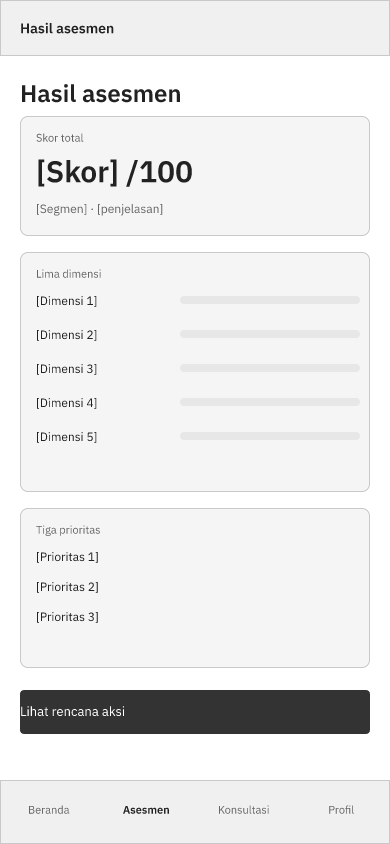 Hasil asesmen
Hasil asesmen
Skor total
[Skor] /100
[Segmen] · [penjelasan]
Lima dimensi
[Dimensi 1]
[Dimensi 2]
[Dimensi 3]
[Dimensi 4]
[Dimensi 5]
Tiga prioritas
[Prioritas 1]
[Prioritas 2]
[Prioritas 3]
Lihat rencana aksi
Beranda Asesmen Konsultasi Profil